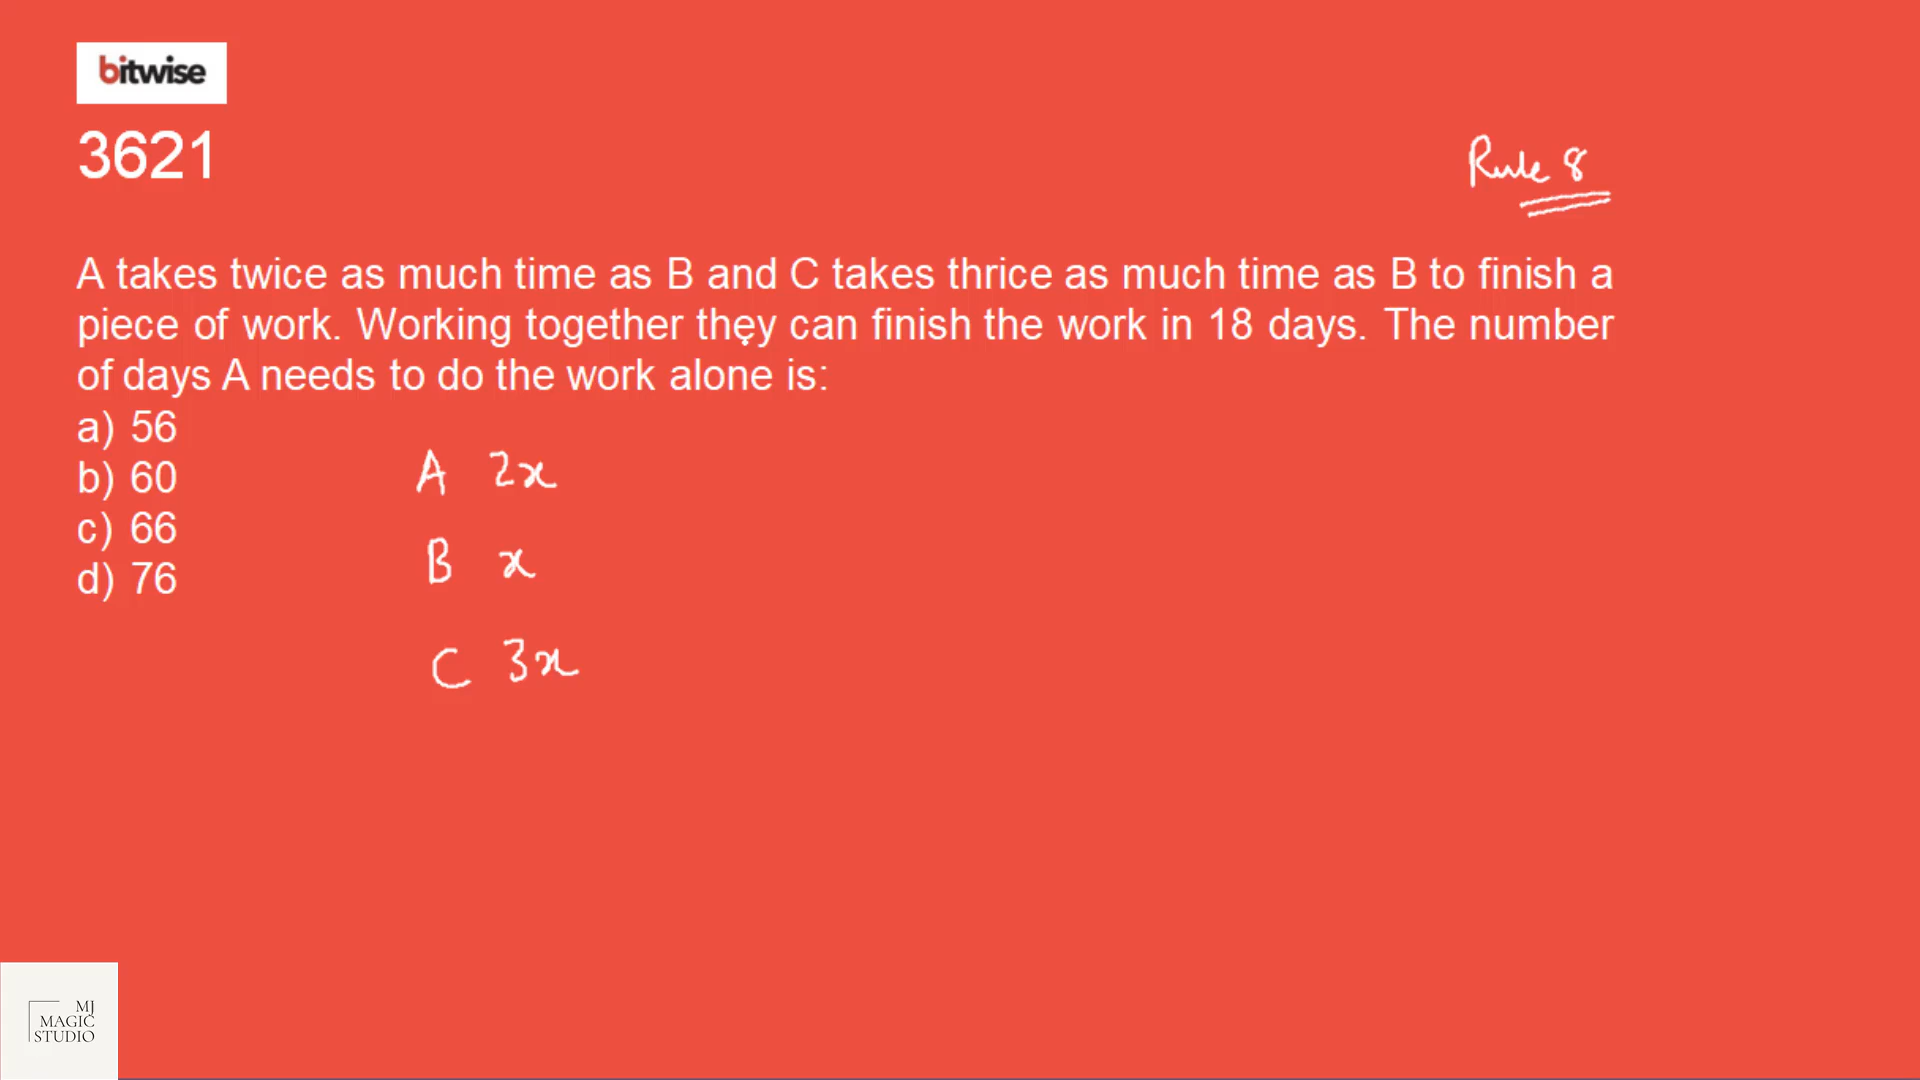 bitwise
3621
Rule 8
A takes twice as much time as B and C takes thrice as much time as B to finish a
piece of work. Working together they can finish the work in 18 days. The number
of days A needs to do the work alone is:
a) 56
b) 60
c) 66
d) 76
A 2x
B x
C 3x
MJ
MAGIC
STUDIO